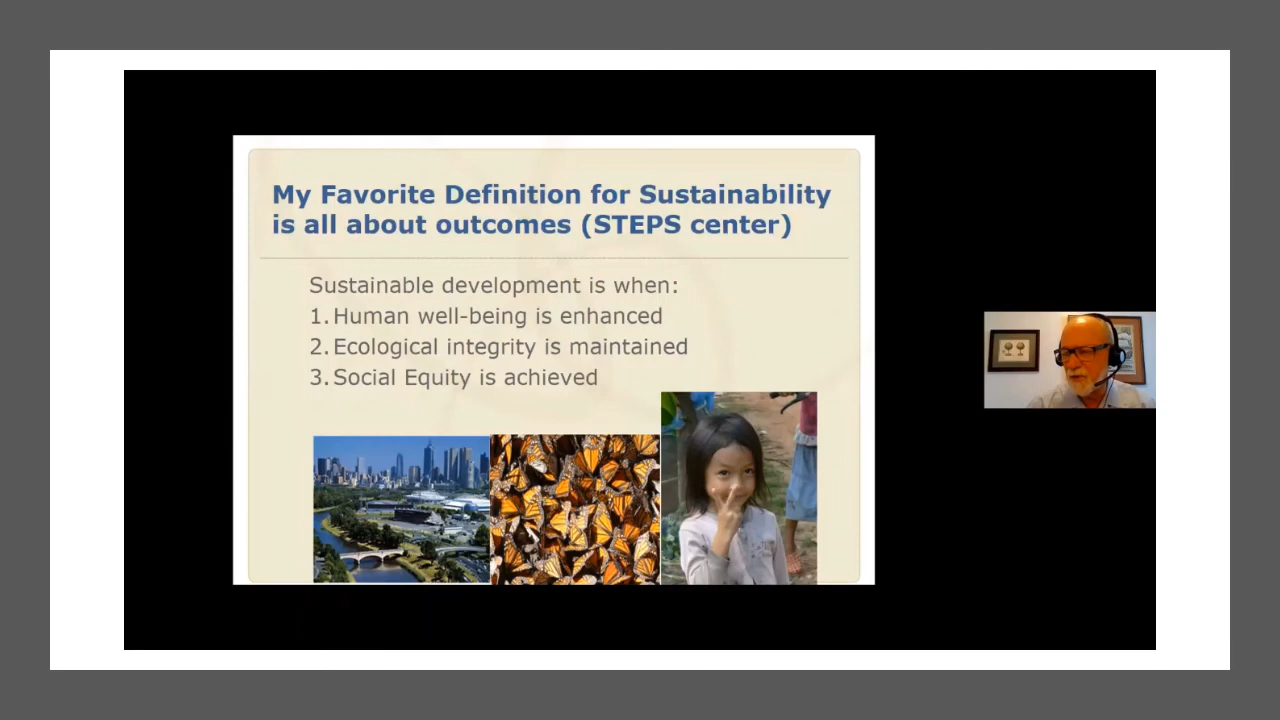 My Favorite Definition for Sustainability
is all about outcomes (STEPS center)
Sustainable development is when:
1. Human well-being is enhanced
2. Ecological integrity is maintained
3. Social Equity is achieved